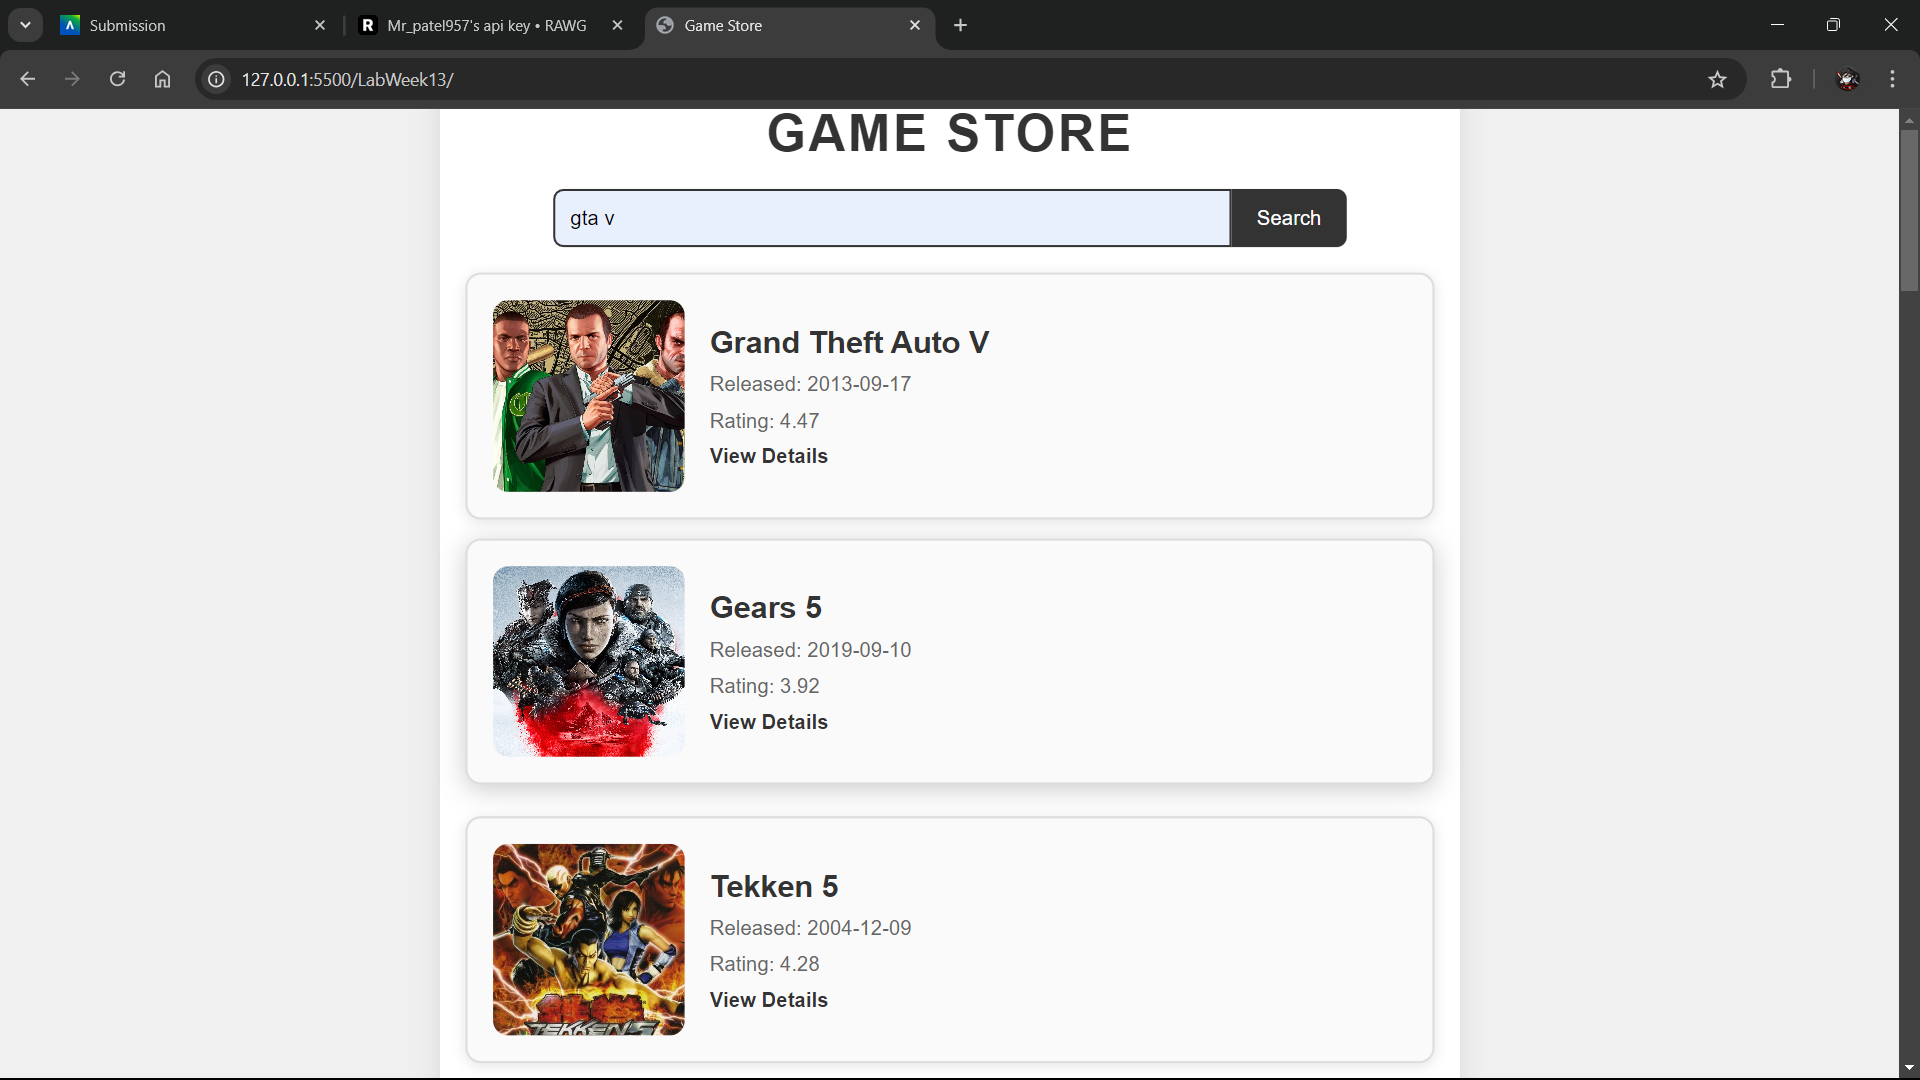 Submission
R Mr_patel957's api key • RAWG
Game Store
127.0.0.1:5500/LabWeek13/
GAME STORE
gta v
Search
Grand Theft Auto V
Released: 2013-09-17
Rating: 4.47
View Details
Gears 5
Released: 2019-09-10
Rating: 3.92
View Details
Tekken 5
Released: 2004-12-09
Rating: 4.28
View Details
TEKKEN 5